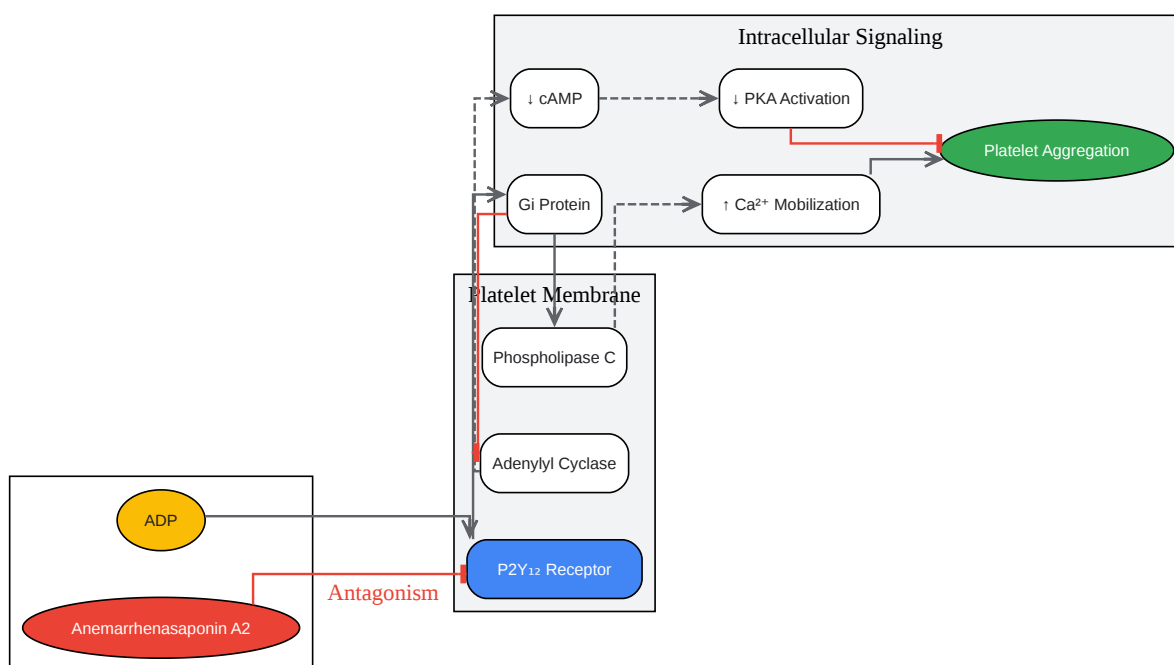 Intracellular Signaling
↓ cAMP
↓ PKA Activation
Platelet Aggregation
Gi Protein
↑ Ca²⁺ Mobilization
Platelet Membrane
Phospholipase C
Adenylyl Cyclase
ADP
P2Y₁₂ Receptor
Antagonism
Anemarrhenasaponin A2